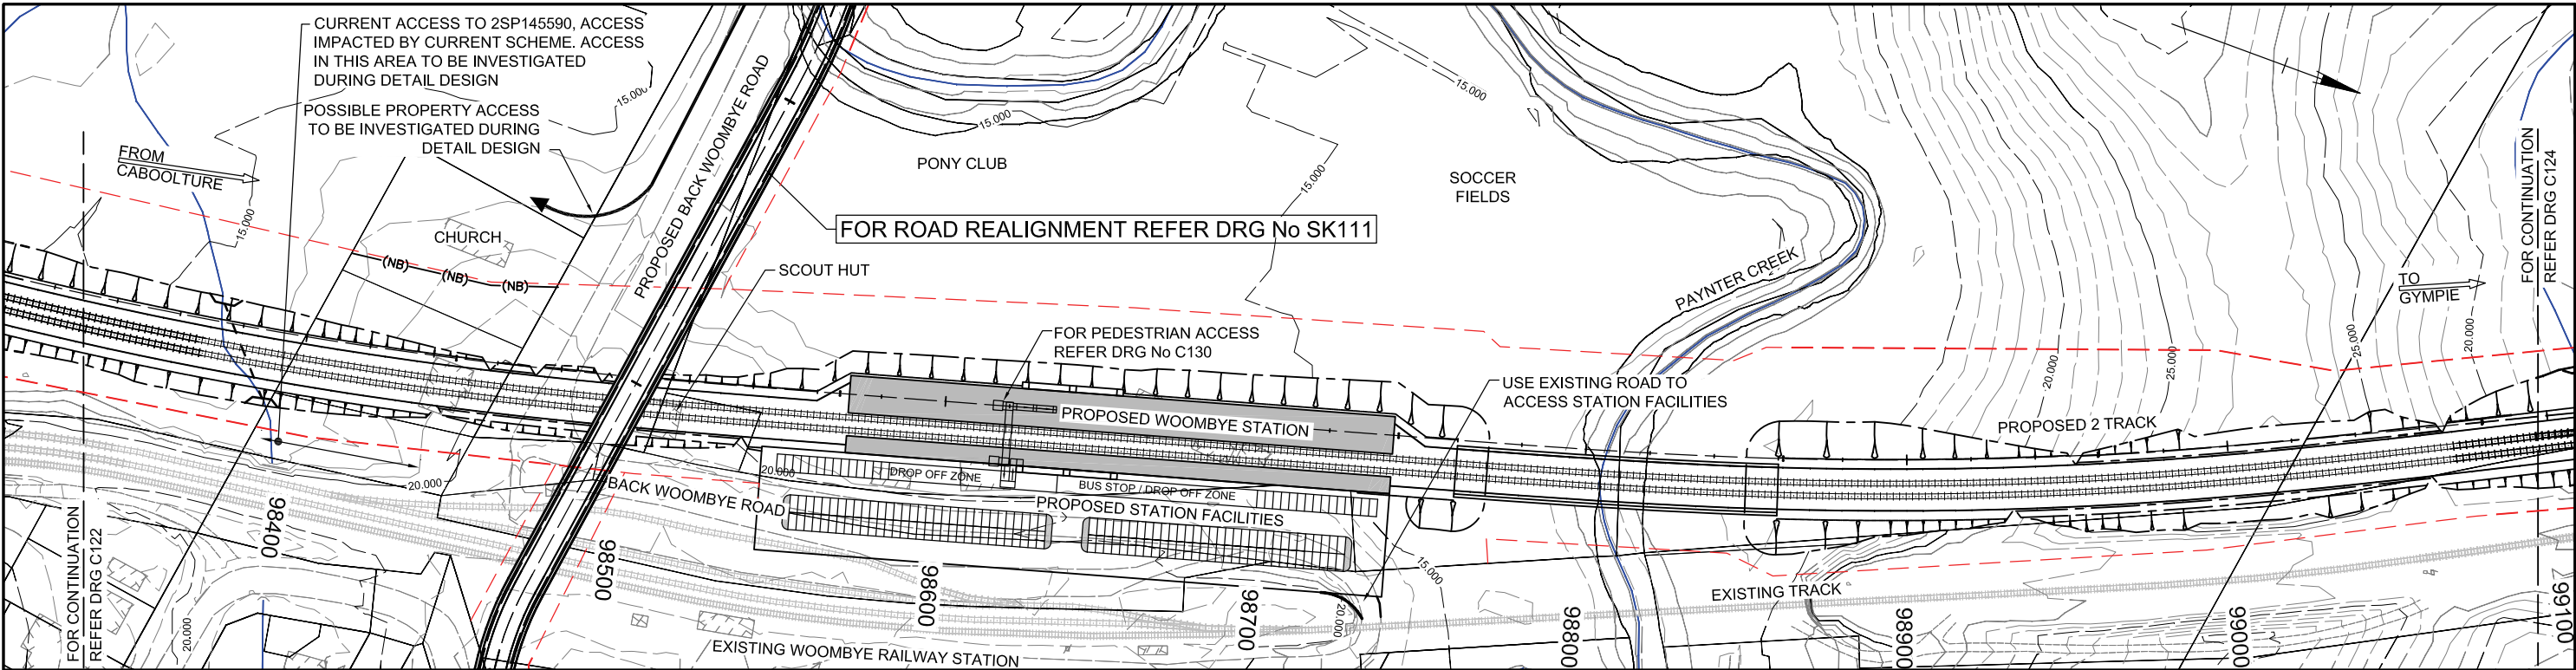 CURRENT ACCESS TO 2SP145590, ACCESS
IMPACTED BY CURRENT SCHEME. ACCESS
IN THIS AREA TO BE INVESTIGATED
DURING DETAIL DESIGN
POSSIBLE PROPERTY ACCESS
TO BE INVESTIGATED DURING
DETAIL DESIGN
FROM
CABOOLTURE
15.000
15.000
CHURCH
(NB)
(NB)
(NB)
PROPOSED BACK WOOMBYE ROAD
15.000
PONY CLUB
FOR ROAD REALIGNMENT REFER DRG No SK111
SCOUT HUT
FOR PEDESTRIAN ACCESS
REFER DRG No C130
15.000
15.000
SOCCER
FIELDS
PAYNTER CREEK
USE EXISTING ROAD TO
ACCESS STATION FACILITIES
TO
GYMPIE
FOR CONTINUATION
REFER DRG C124
20.000
25.000
25.000
20.000
PROPOSED 2 TRACK
PROPOSED WOOMBYE STATION
20.000
DROP OFF ZONE
BUS STOP / DROP OFF ZONE
PROPOSED STATION FACILITIES
BACK WOOMBYE ROAD
20.000
FOR CONTINUATION
REFER DRG C122
20.000
98400
98500
98600
98700
20.000
15.000
98800
98900
99000
99100
EXISTING TRACK
EXISTING WOOMBYE RAILWAY STATION